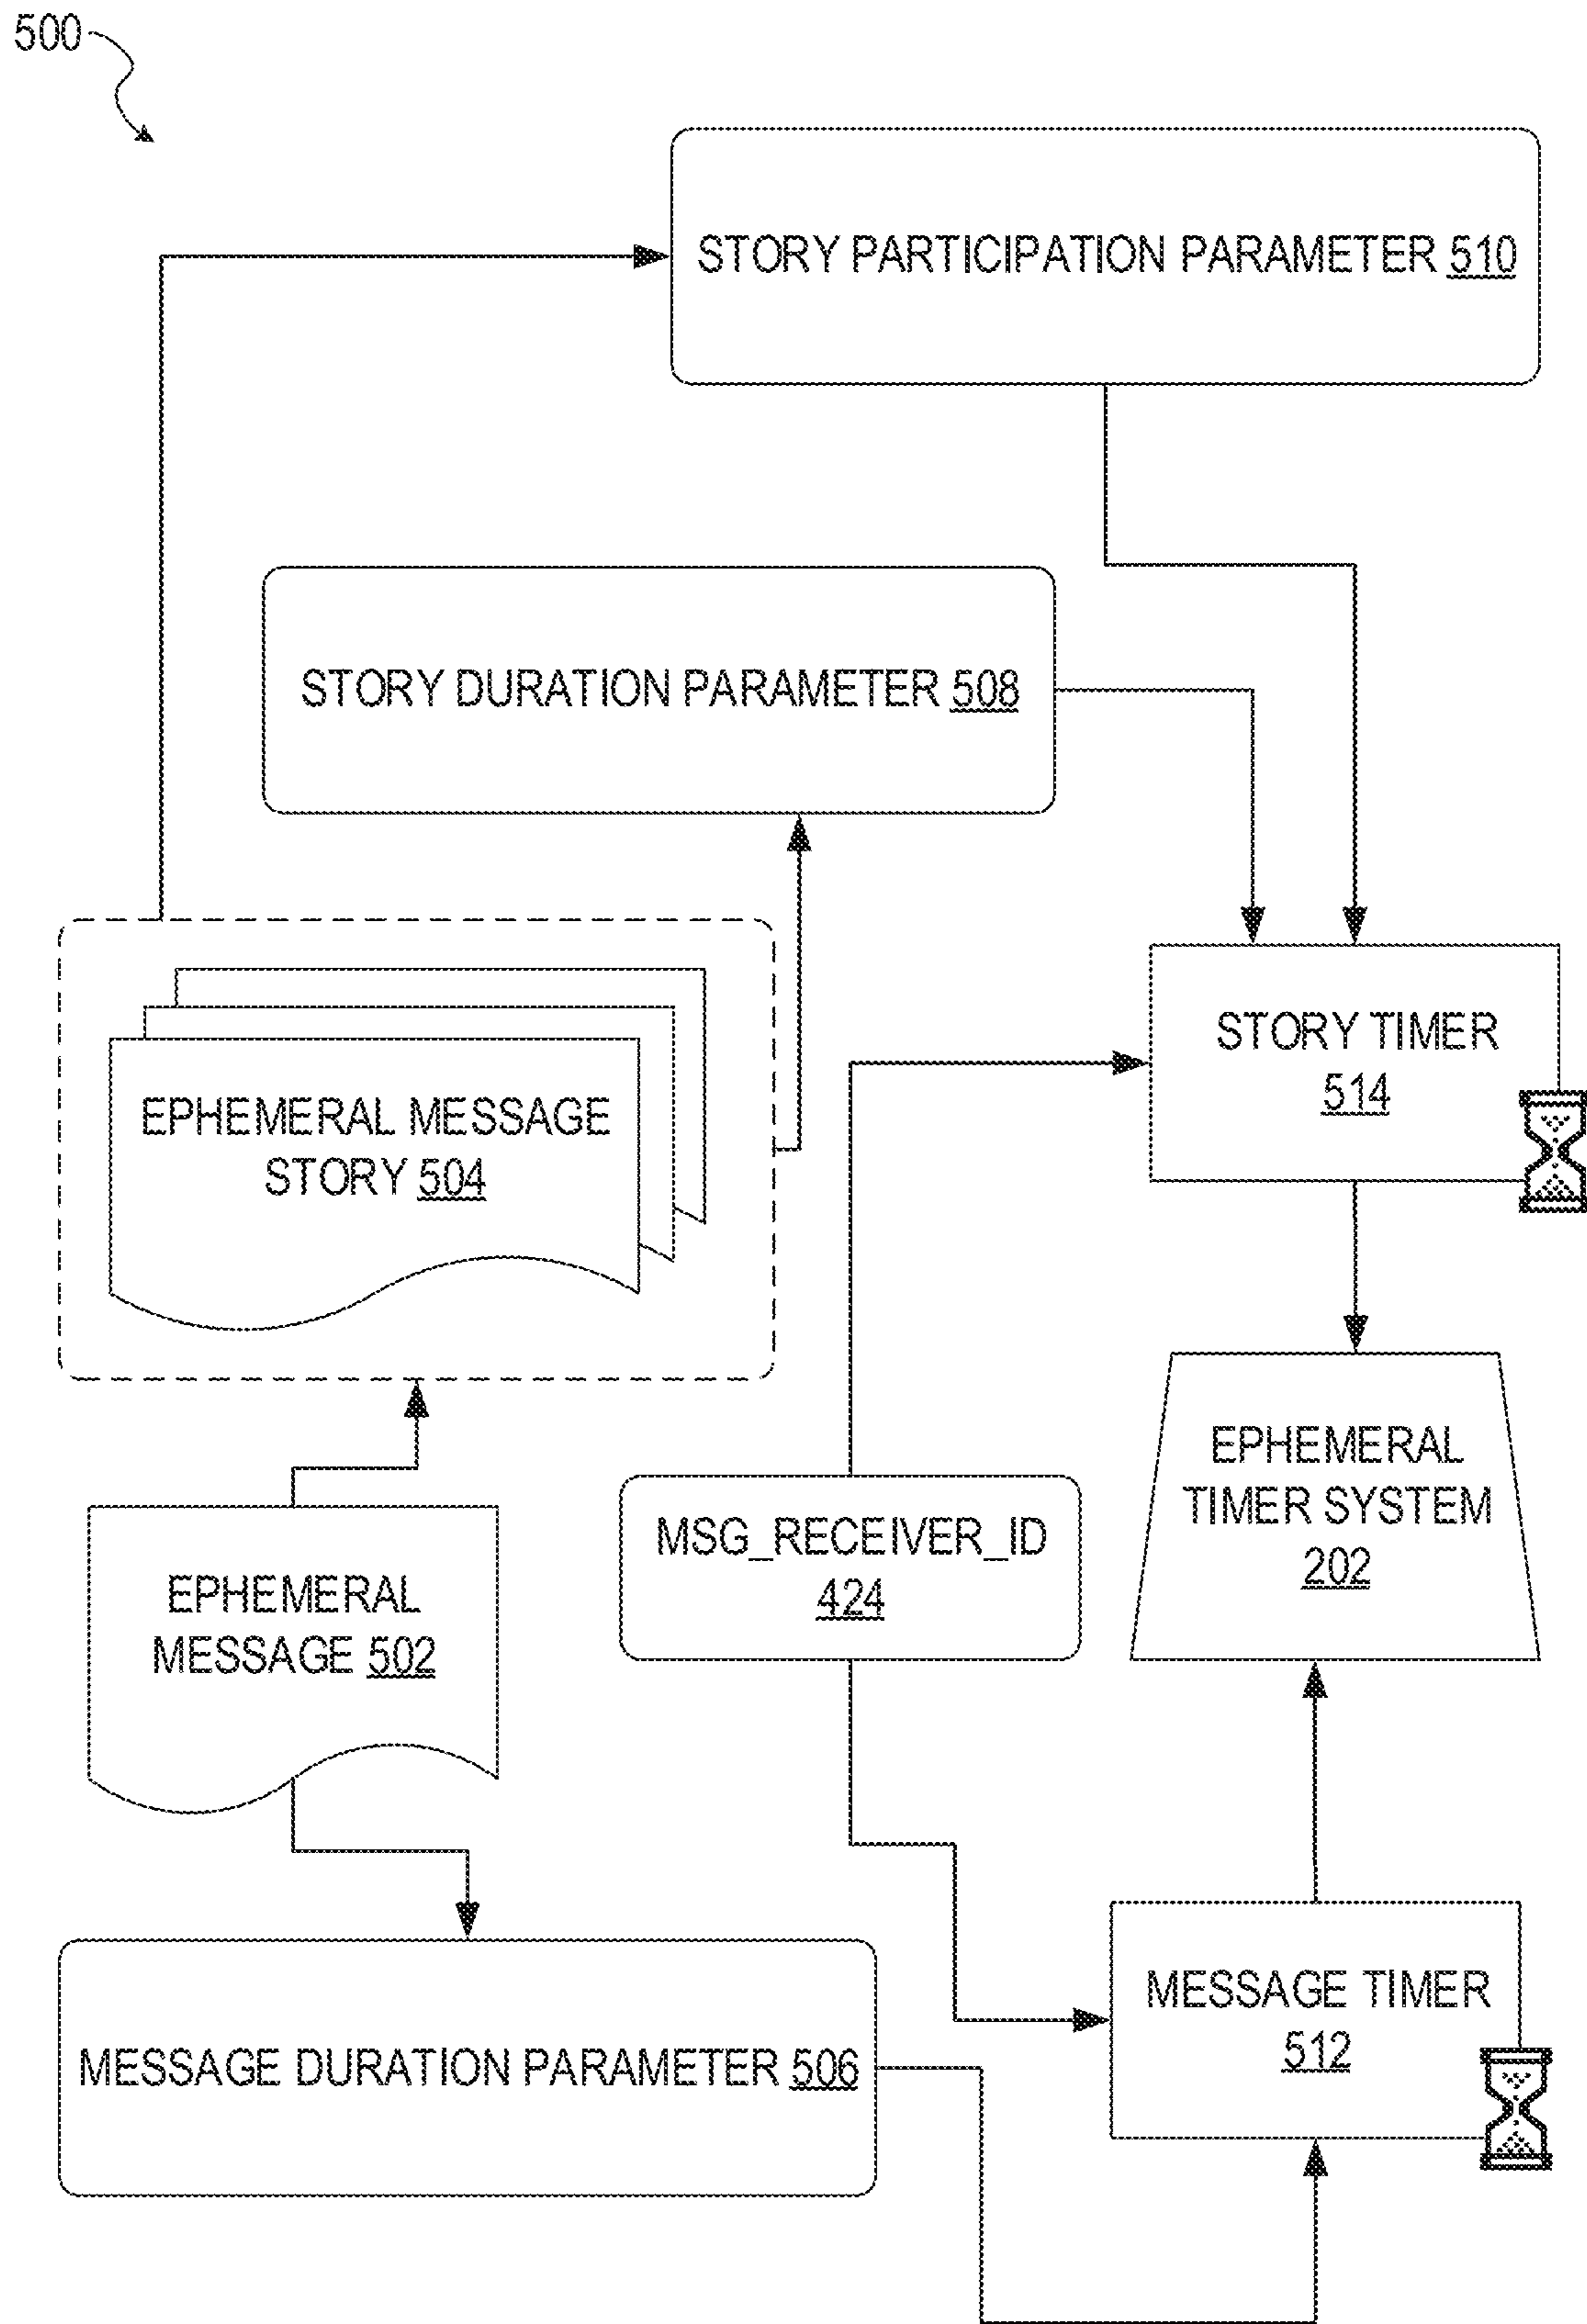 500
STORY PARTICIPATION PARAMETER 510
STORY DURATION PARAMETER 508
EPHEMERAL MESSAGE
STORY 504
STORY TIMER
514
EPHEMERAL
TIMER SYSTEM
202
MSG_RECEIVER_ID
424
EPHEMERAL
MESSAGE 502
MESSAGE TIMER
512
MESSAGE DURATION PARAMETER 506